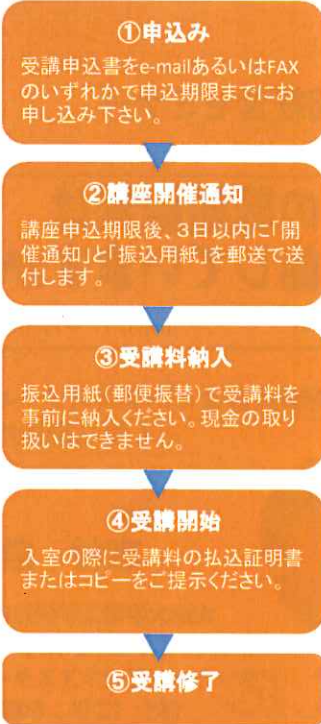 ①申込み
受講申込書をe-mailあるいはFAX
のいずれかで申込期限までにお
申し込み下さい。
②講座開催通知
講座申込期限後、3日以内に「開
催通知」と「振込用紙」を郵送で送
付します。
③受講料納入
振込用紙(郵便振替)で受講料を
事前に納入ください。現金の取り
扱いはできません。
④受講開始
入室の際に受講料の払込証明書
またはコピーをご提示ください。
⑤受講修了